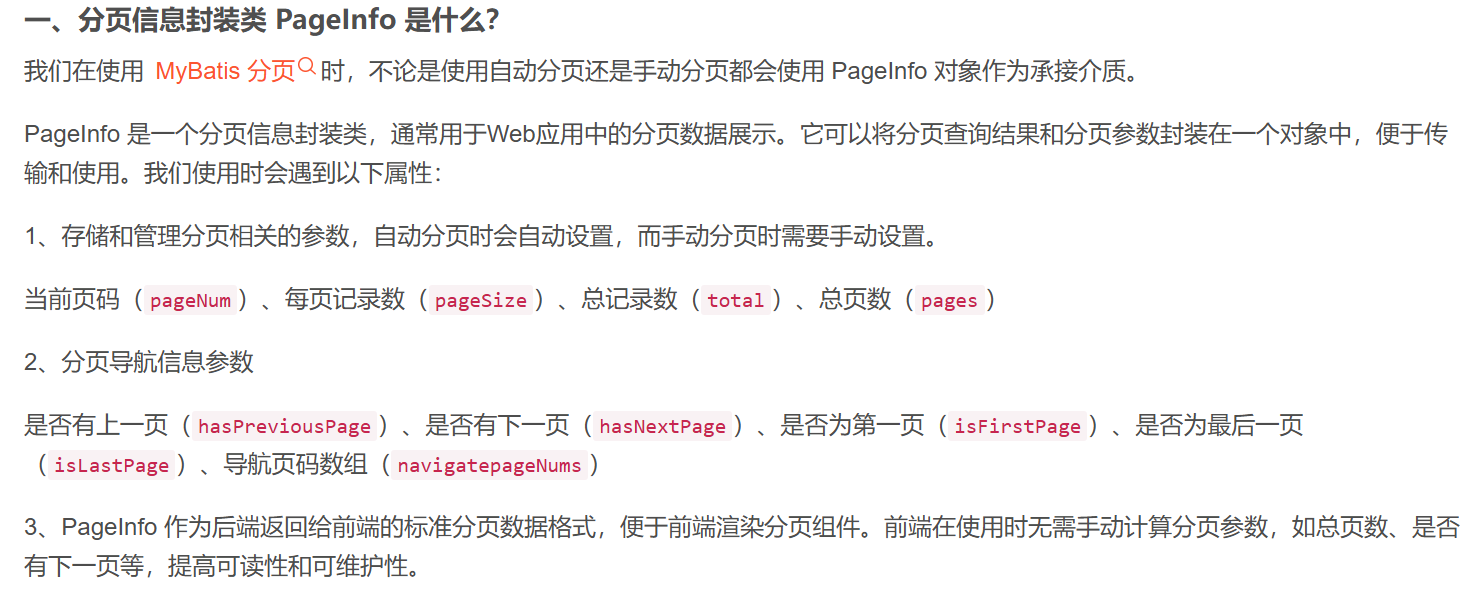 一、分页信息封装类 PageInfo 是什么？
我们在使用 MyBatis 分页时，不论是使用自动分页还是手动分页都会使用 PageInfo 对象作为承接介质。
PageInfo 是一个分页信息封装类，通常用于Web应用中的分页数据展示。它可以将分页查询结果和分页参数封装在一个对象中，便于传
输和使用。我们使用时会遇到以下属性：
1、存储和管理分页相关的参数，自动分页时会自动设置，而手动分页时需要手动设置。
当前页码（pageNum）、每页记录数（pageSize）、总记录数（total）、总页数（pages）
2、分页导航信息参数
是否有上一页（hasPreviousPage）、是否有下一页（hasNextPage）、是否为第一页（isFirstPage）、是否为最后一页
（isLastPage）、导航页码数组（navigatepageNums）
3、PageInfo 作为后端返回给前端的标准分页数据格式，便于前端渲染分页组件。前端在使用时无需手动计算分页参数，如总页数、是否
有下一页等，提高可读性和可维护性。